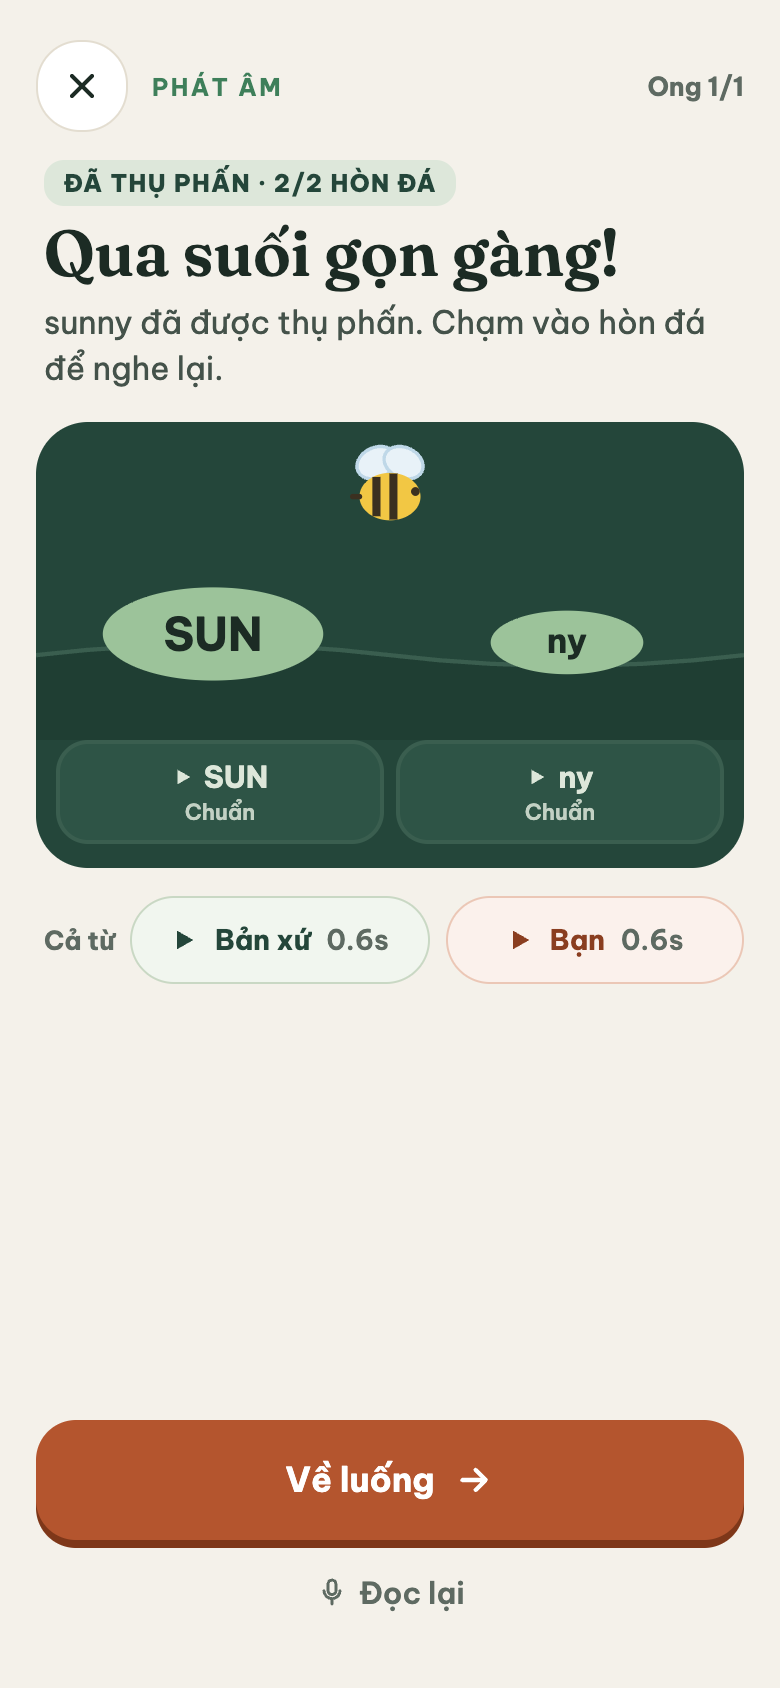 PHÁT ÂM
Ong 1/1
ĐÃ THỤ PHẤN · 2/2 HÒN ĐÁ
Qua suối gọn gàng!
sunny đã được thụ phấn. Chạm vào hòn đá
để nghe lại.
SUN
ny
SUN
Chuẩn
ny
Chuẩn
Cả từ
Bản xứ 0.6s
Bạn 0.6s
Về luống
Đọc lại